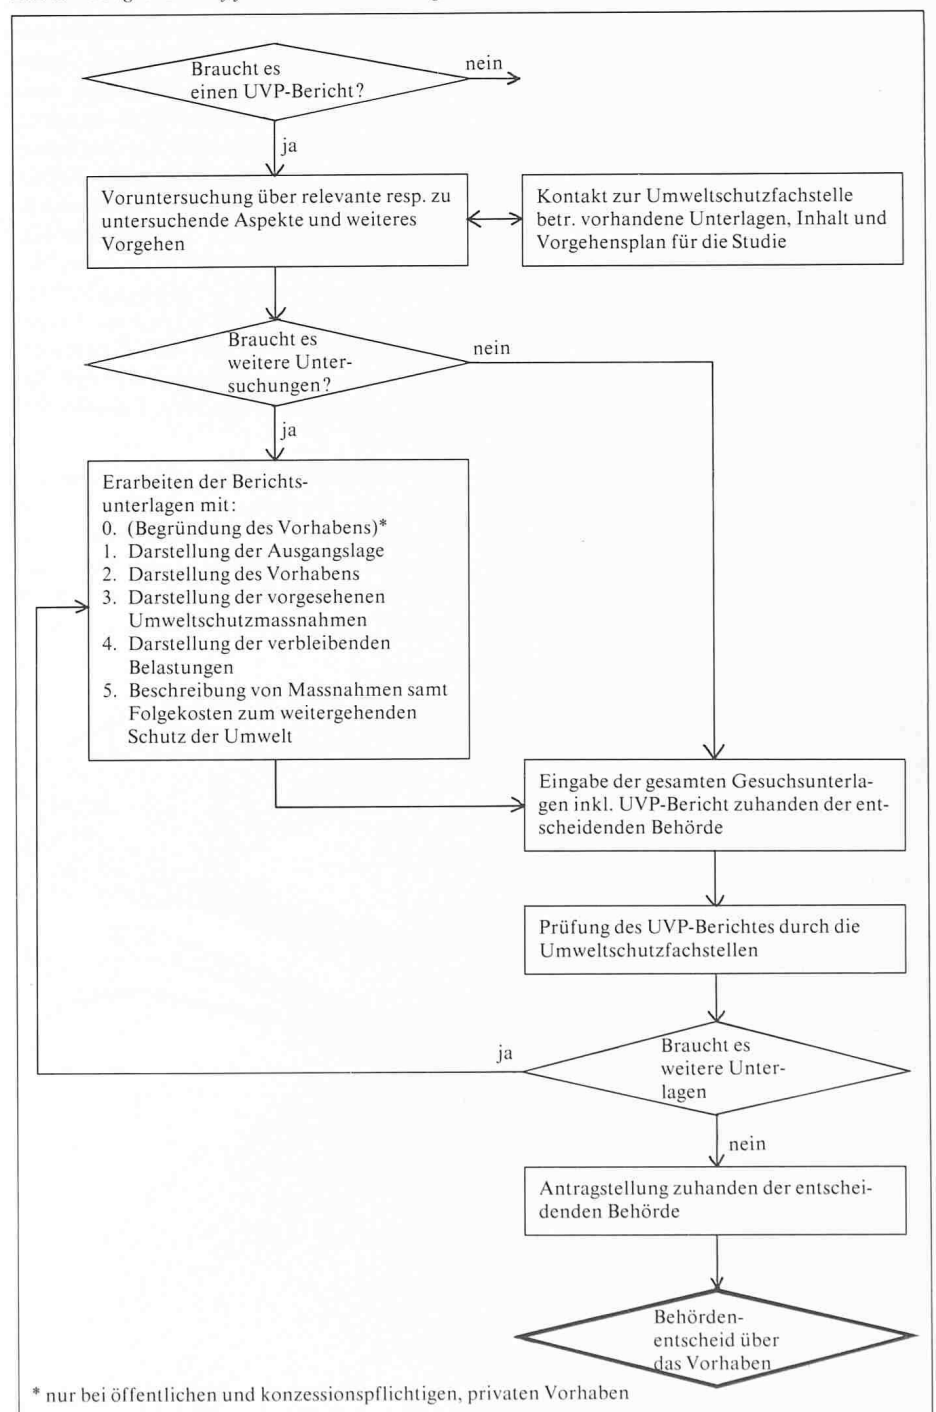 Braucht es
einen UVP-Bericht?
nein
ja
Voruntersuchung über relevante resp. zu
untersuchende Aspekte und weiteres
Vorgehen
Kontakt zur Umweltschutzfachstelle
betr. vorhandene Unterlagen, Inhalt und
Vorgehensplan für die Studie
Braucht es
weitere Unter-
suchungen?
nein
ja
Erarbeiten der Berichts-
unterlagen mit:
0. (Begründung des Vorhabens)*
1. Darstellung der Ausgangslage
2. Darstellung des Vorhabens
3. Darstellung der vorgesehenen
Umweltschutzmassnahmen
4. Darstellung der verbleibenden
Belastungen
5. Beschreibung von Massnahmen samt
Folgekosten zum weitergehenden
Schutz der Umwelt
Eingabe der gesamten Gesuchsunterla-
gen inkl. UVP-Bericht zuhanden der ent-
scheidenden Behörde
Prüfung des UVP-Berichtes durch die
Umweltschutzfachstellen
Braucht es
weitere Unter-
lagen
ja
nein
Antragstellung zuhanden der entschei-
denden Behörde
Behörden-
entscheid über
das Vorhaben
* nur bei öffentlichen und konzessionspflichtigen, privaten Vorhaben